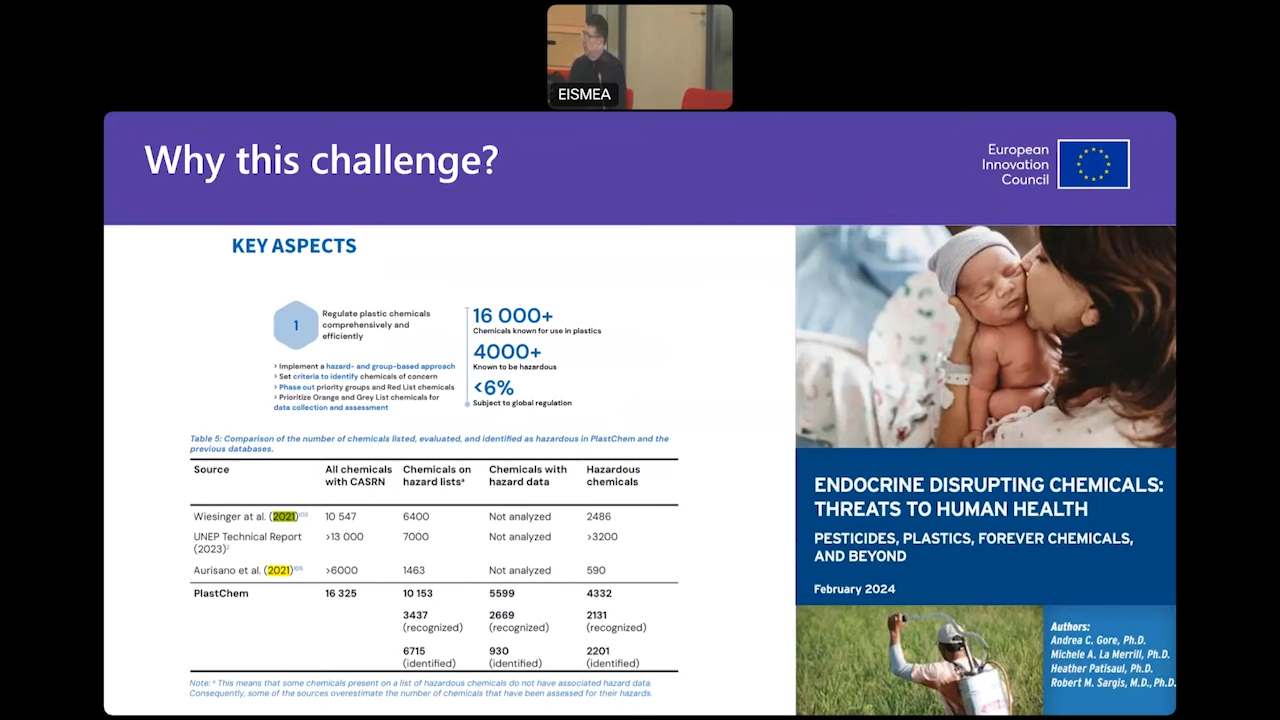 EISMEA
Why this challenge?
European
Innovation
Council
KEY ASPECTS
1
Regulate plastic chemicals
comprehensively and
efficiently
> Implement a hazard- and group-based approach
> Set criteria to identify chemicals of concern
> Phase out priority groups and Red List chemicals
> Prioritize Orange and Grey List chemicals for
data collection and assessment
16 000+
Chemicals known for use in plastics
4000+
Known to be hazardous
<6%
Subject to global regulation
Table 5: Comparison of the number of chemicals listed, evaluated, and identified as hazardous in PlastChem and the
previous databases.
Source All chemicals Chemicals on Chemicals with Hazardous
with CASRN hazard listsᵃ hazard data chemicals
Wiesinger at al. (2021)¹⁰³ 10 547 6400 Not analyzed 2486
UNEP Technical Report >13 000 7000 Not analyzed >3200
(2023)⁷
Aurisano et al. (2021)¹⁰⁵ >6000 1463 Not analyzed 590
PlastChem 16 325 10 153 5599 4332
3437 2669 2131
(recognized) (recognized) (recognized)
6715 930 2201
(identified) (identified) (identified)
Note: ᵃ This means that some chemicals present on a list of hazardous chemicals do not have associated hazard data.
Consequently, some of the sources overestimate the number of chemicals that have been assessed for their hazards.
ENDOCRINE DISRUPTING CHEMICALS:
THREATS TO HUMAN HEALTH
PESTICIDES, PLASTICS, FOREVER CHEMICALS,
AND BEYOND
February 2024
Authors:
Andrea C. Gore, Ph.D.
Michele A. La Merrill, Ph.D.
Heather Patisaul, Ph.D.
Robert M. Sargis, M.D., Ph.D.